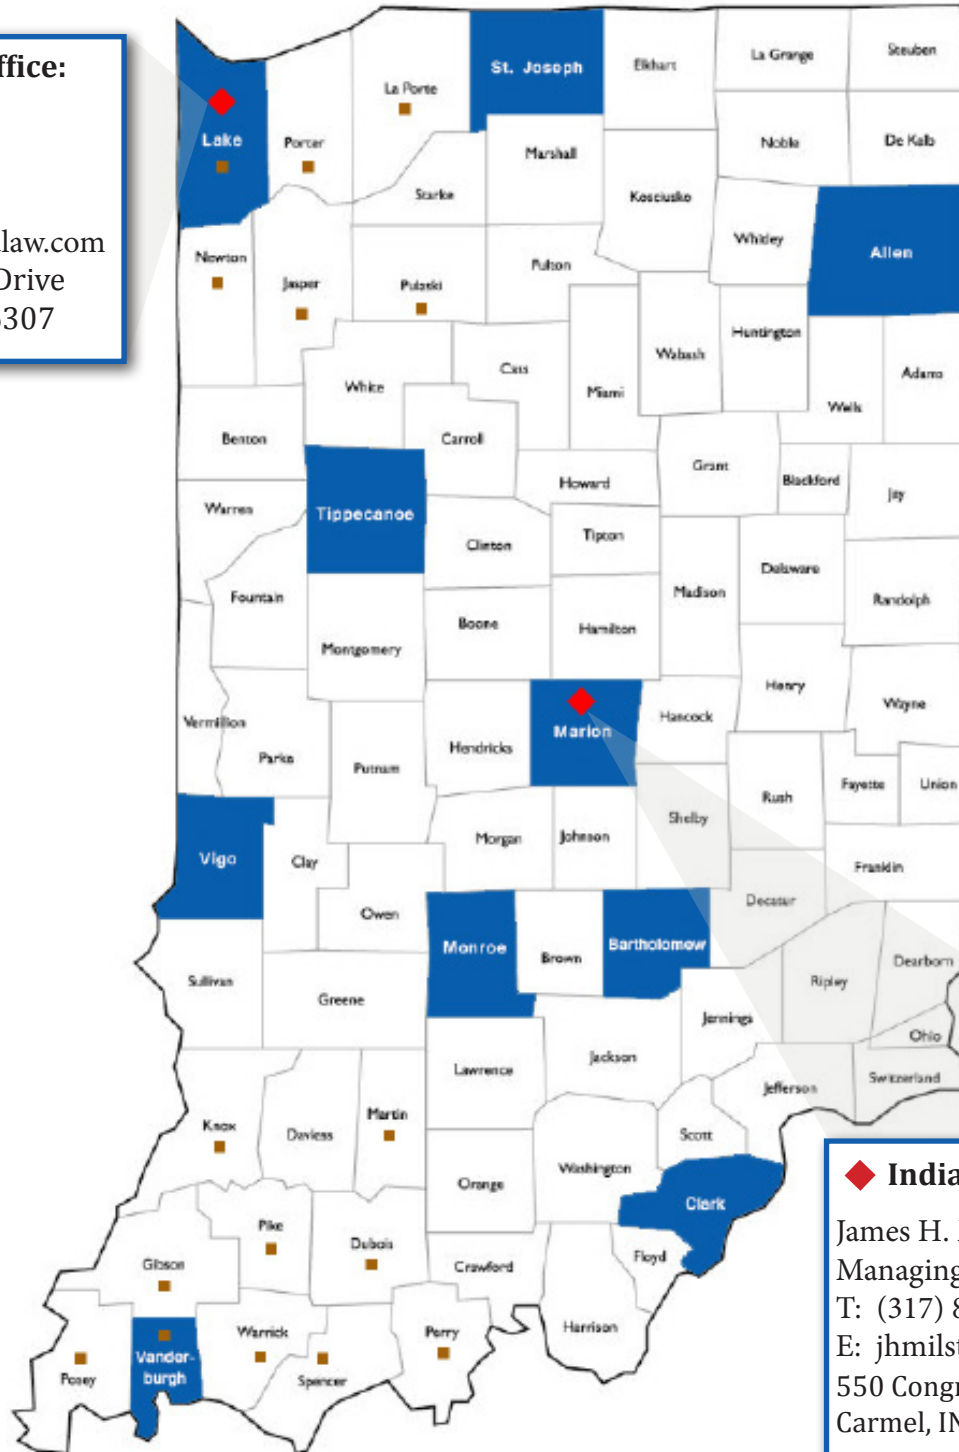 ffice:
law.com
Drive
307
St. Joseph
Elkhart
La Grange
Steuben
La Porte
Lake
Porter
Marshall
Noble
De Kalb
Starke
Kosciusko
Whitley
Allen
Newton
Jasper
Pulaski
Fulton
Huntington
White
Cass
Miami
Wabash
Wells
Adams
Benton
Carroll
Grant
Blackford
Jay
Howard
Warren
Tippecanoe
Clinton
Tipton
Delaware
Fountain
Madison
Randolph
Boone
Hamilton
Montgomery
Henry
Wayne
Vermillion
Hendricks
Marion
Hancock
Parke
Putnam
Rush
Fayette
Union
Shelby
Morgan
Johnson
Vigo
Clay
Franklin
Owen
Decatur
Monroe
Brown
Bartholomew
Sullivan
Greene
Ripley
Dearborn
Jennings
Ohio
Lawrence
Jackson
Jefferson
Switzerland
Knox
Daviess
Martin
Scott
Orange
Washington
Clark
Pike
Dubois
Gibson
Crawford
Floyd
Harrison
Posey
Vander-
burgh
Warrick
Spencer
Perry
India
James H.
Managing
T: (317) 8
E: jhmilst
550 Congr
Carmel, IN